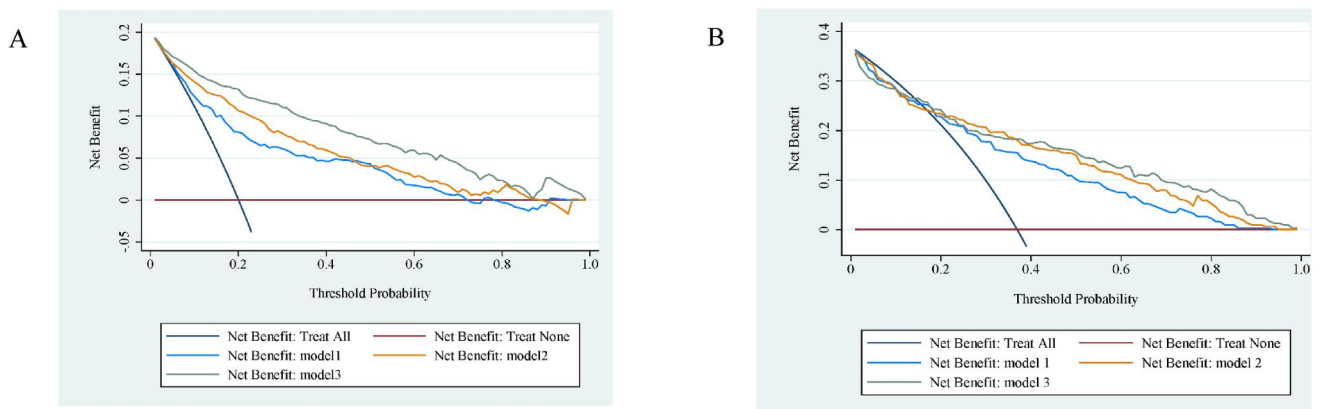 A
Net Benefit
0.2
0.15
0.1
0.05
0
-.05
0
0.2
0.4
0.6
0.8
1.0
Threshold Probability
Net Benefit: Treat All
Net Benefit: Treat None
Net Benefit: model1
Net Benefit: model2
Net Benefit: model3
B
Net Benefit
0.4
0.3
0.2
0.1
0
0
0.2
0.4
0.6
0.8
1.0
Threshold Probability
Net Benefit: Treat All
Net Benefit: Treat None
Net Benefit: model 1
Net Benefit: model 2
Net Benefit: model 3